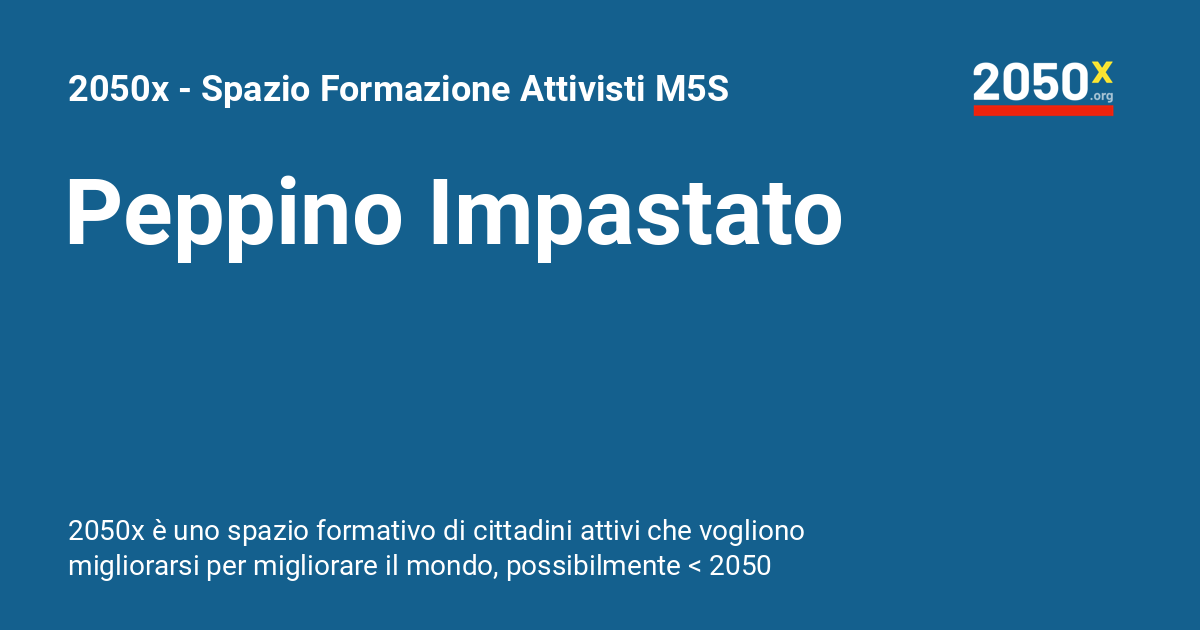 2050x - Spazio Formazione Attivisti M5S
2050x
.org
Peppino Impastato
2050x è uno spazio formativo di cittadini attivi che vogliono
migliorarsi per migliorare il mondo, possibilmente < 2050